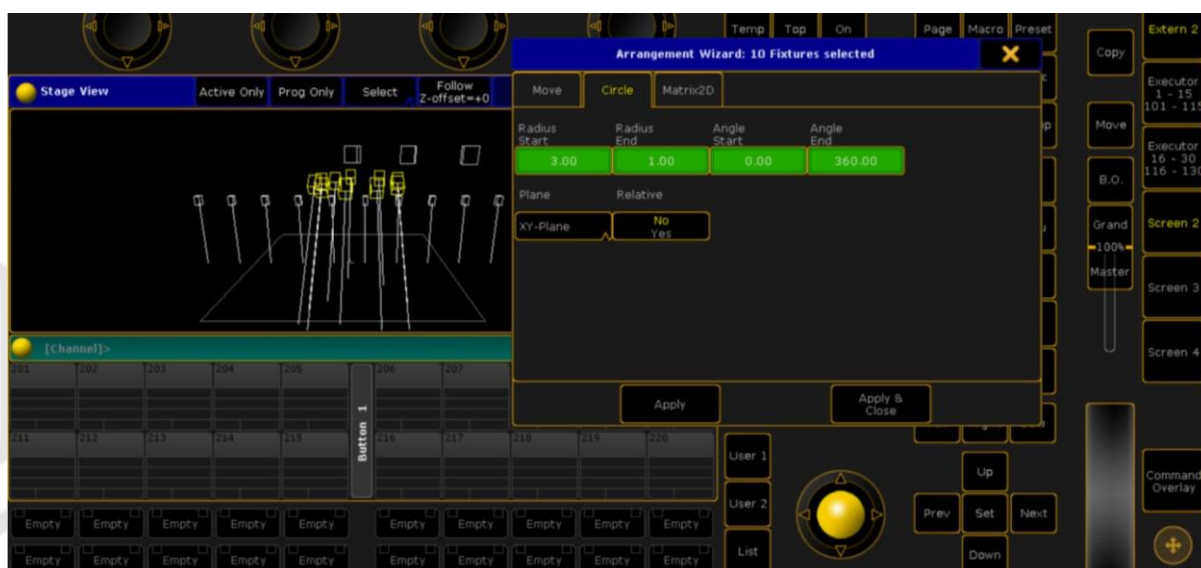 Temp Top On Page Macro Preset
Extern 2
Arrangement Wizard: 10 Fixtures selected
Copy
Stage View Active Only Prog Only Select Follow
Z-offset=+0
Move Circle Matrix2D
Executor
1 - 15
101 - 115
Radius Start
Radius End
Angle Start
Angle End
3.00 1.00 0.00 360.00
Move
Executor
16 - 30
116 - 130
B.O.
Plane Relative
XY-Plane
No
Yes
Grand
100%
Master
Screen 2
Screen 3
Screen 4
[Channel]>
201 202 203 204 205 206 207
Apply
Apply &
Close
Button 1
211 212 213 214 215 216 217 218 219 220
User 1
Up
Command
Overlay
User 2
Prev Set Next
Empty Empty Empty Empty Empty Empty Empty Empty Empty Empty
List
Down
Empty Empty Empty Empty Empty Empty Empty Empty Empty Empty